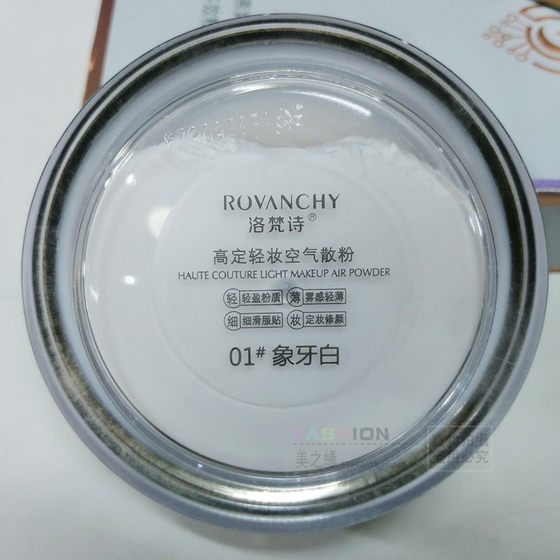 ROVANCHY
洛梵诗®
高定轻妆空气散粉
HAUTE COUTURE LIGHT MAKEUP AIR POWDER
轻 轻盈粉质 薄 雾感轻薄
细 细滑服贴 妆 定妆修颜
01# 象牙白
FASHION
美之缘